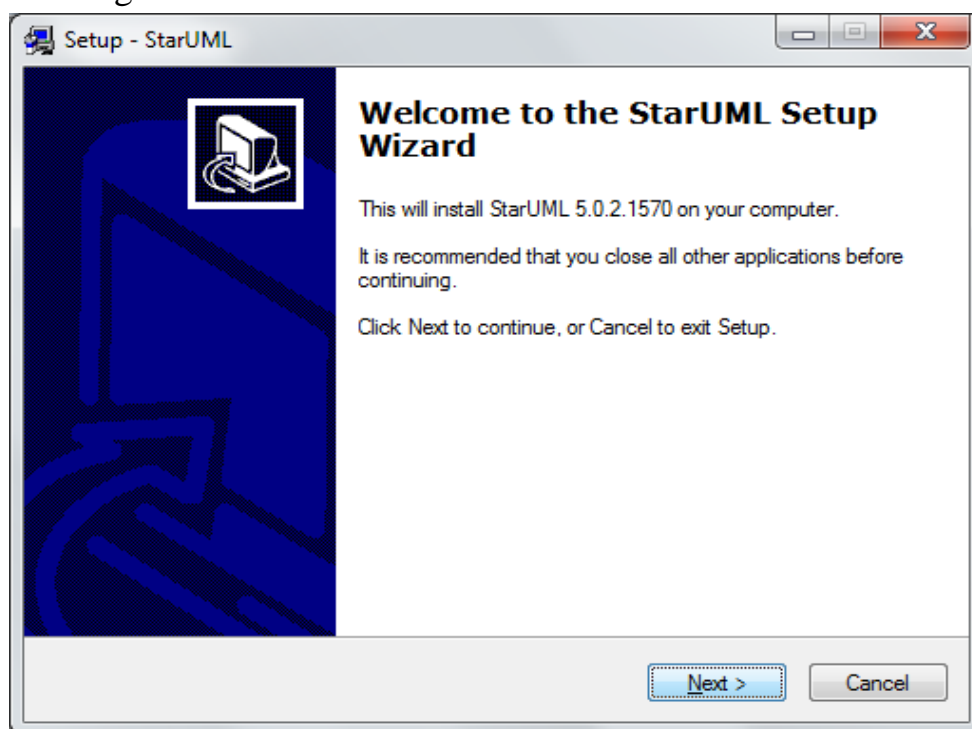 Setup - StarUML
Welcome to the StarUML Setup
Wizard
This will install StarUML 5.0.2.1570 on your computer.
It is recommended that you close all other applications before
continuing.
Click Next to continue, or Cancel to exit Setup.
Next >
Cancel